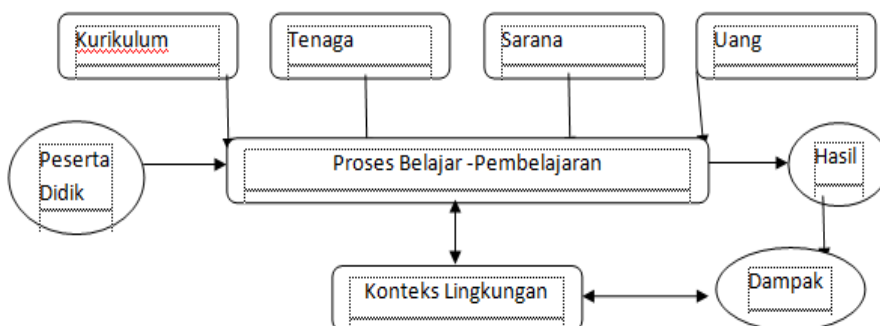 Kurikulum
Tenaga
Sarana
Uang
Peserta
Didik
Proses Belajar -Pembelajaran
Hasil
Konteks Lingkungan
Dampak